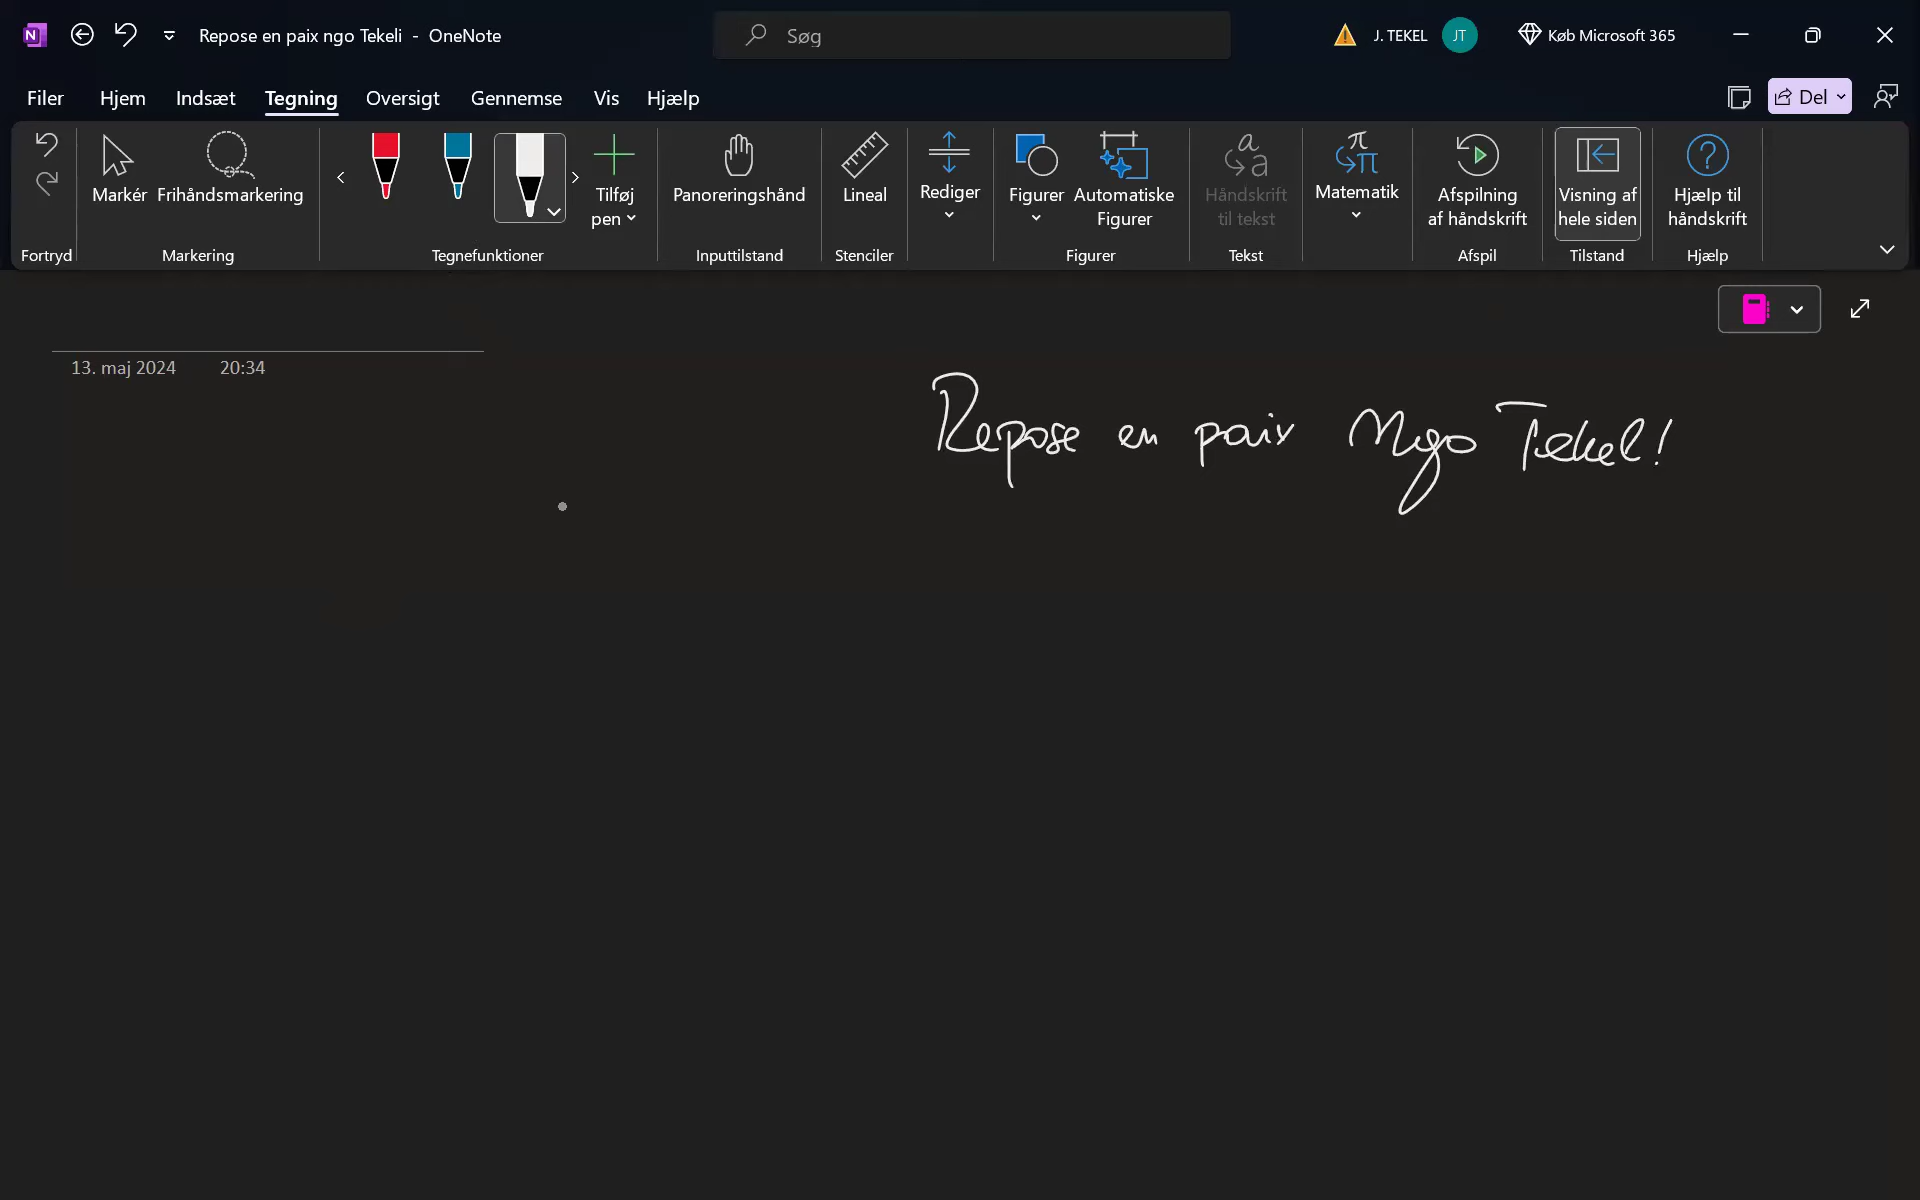 Repose en paix ngo Tekeli - OneNote
Søg
J. TEKEL
JT
Køb Microsoft 365
Filer Hjem Indsæt Tegning Oversigt Gennemse Vis Hjælp
Del
Markér Frihåndsmarkering
Tilføj pen
Panoreringshånd
Lineal
Rediger
Figurer
Automatiske Figurer
Håndskrift til tekst
Matematik
Afspilning af håndskrift
Visning af hele siden
Hjælp til håndskrift
Fortryd Markering Tegnefunktioner Inputtilstand Stenciler Figurer Tekst Afspil Tilstand Hjælp
13. maj 2024 20:34
Repose en paix Ngo Tekel!